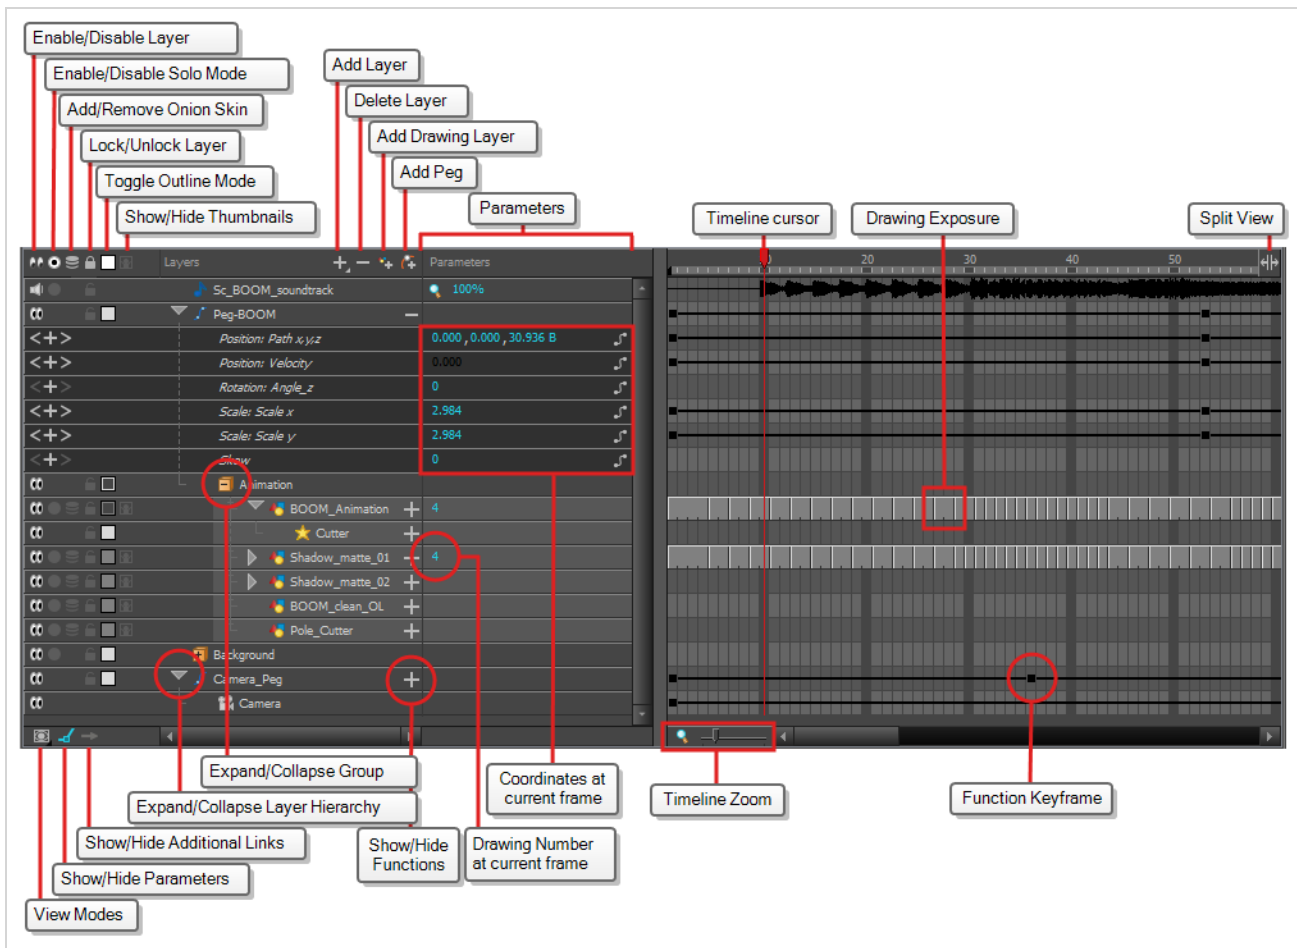 Enable/Disable Layer
Enable/Disable Solo Mode
Add/Remove Onion Skin
Lock/Unlock Layer
Toggle Outline Mode
Show/Hide Thumbnails
Add Layer
Delete Layer
Add Drawing Layer
Add Peg
Parameters
Timeline cursor
Drawing Exposure
Split View
Layers
Parameters
10 20 30 40 50
Sc_BOOM_soundtrack 100%
Peg-BOOM
Position: Path x,y,z 0.000 , 0.000 , 30.936 B
Position: Velocity 0.000
Rotation: Angle_z 0
Scale: Scale x 2.984
Scale: Scale y 2.984
Skew 0
Animation
BOOM_Animation 4
Cutter
Shadow_matte_01 4
Shadow_matte_02
BOOM_clean_OL
Pole_Cutter
Background
Camera_Peg
Camera
Expand/Collapse Group
Expand/Collapse Layer Hierarchy
Show/Hide Additional Links
Show/Hide Parameters
View Modes
Show/Hide
Functions
Drawing Number
at current frame
Coordinates at
current frame
Timeline Zoom
Function Keyframe